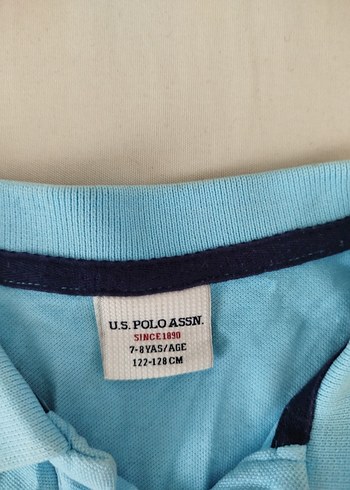 U.S. POLO ASSN.
SINCE 1890
7-8 YAS/AGE
122-128 CM